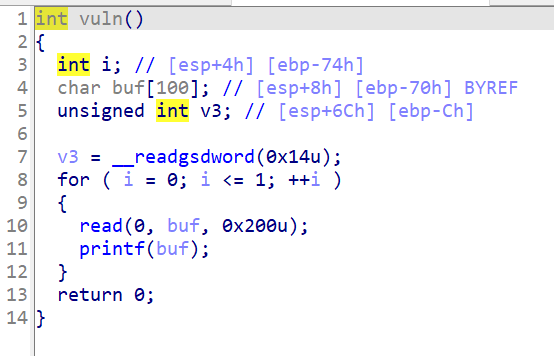 1 int vuln()
2 {
3   int i; // [esp+4h] [ebp-74h]
4   char buf[100]; // [esp+8h] [ebp-70h] BYREF
5   unsigned int v3; // [esp+6Ch] [ebp-Ch]
6
7   v3 = __readgsdword(0x14u);
8   for ( i = 0; i <= 1; ++i )
9   {
10     read(0, buf, 0x200u);
11     printf(buf);
12   }
13   return 0;
14 }